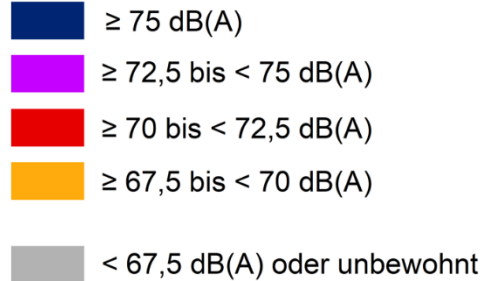 ≥ 75 dB(A)
≥ 72,5 bis < 75 dB(A)
≥ 70 bis < 72,5 dB(A)
≥ 67,5 bis < 70 dB(A)
< 67,5 dB(A) oder unbewohnt